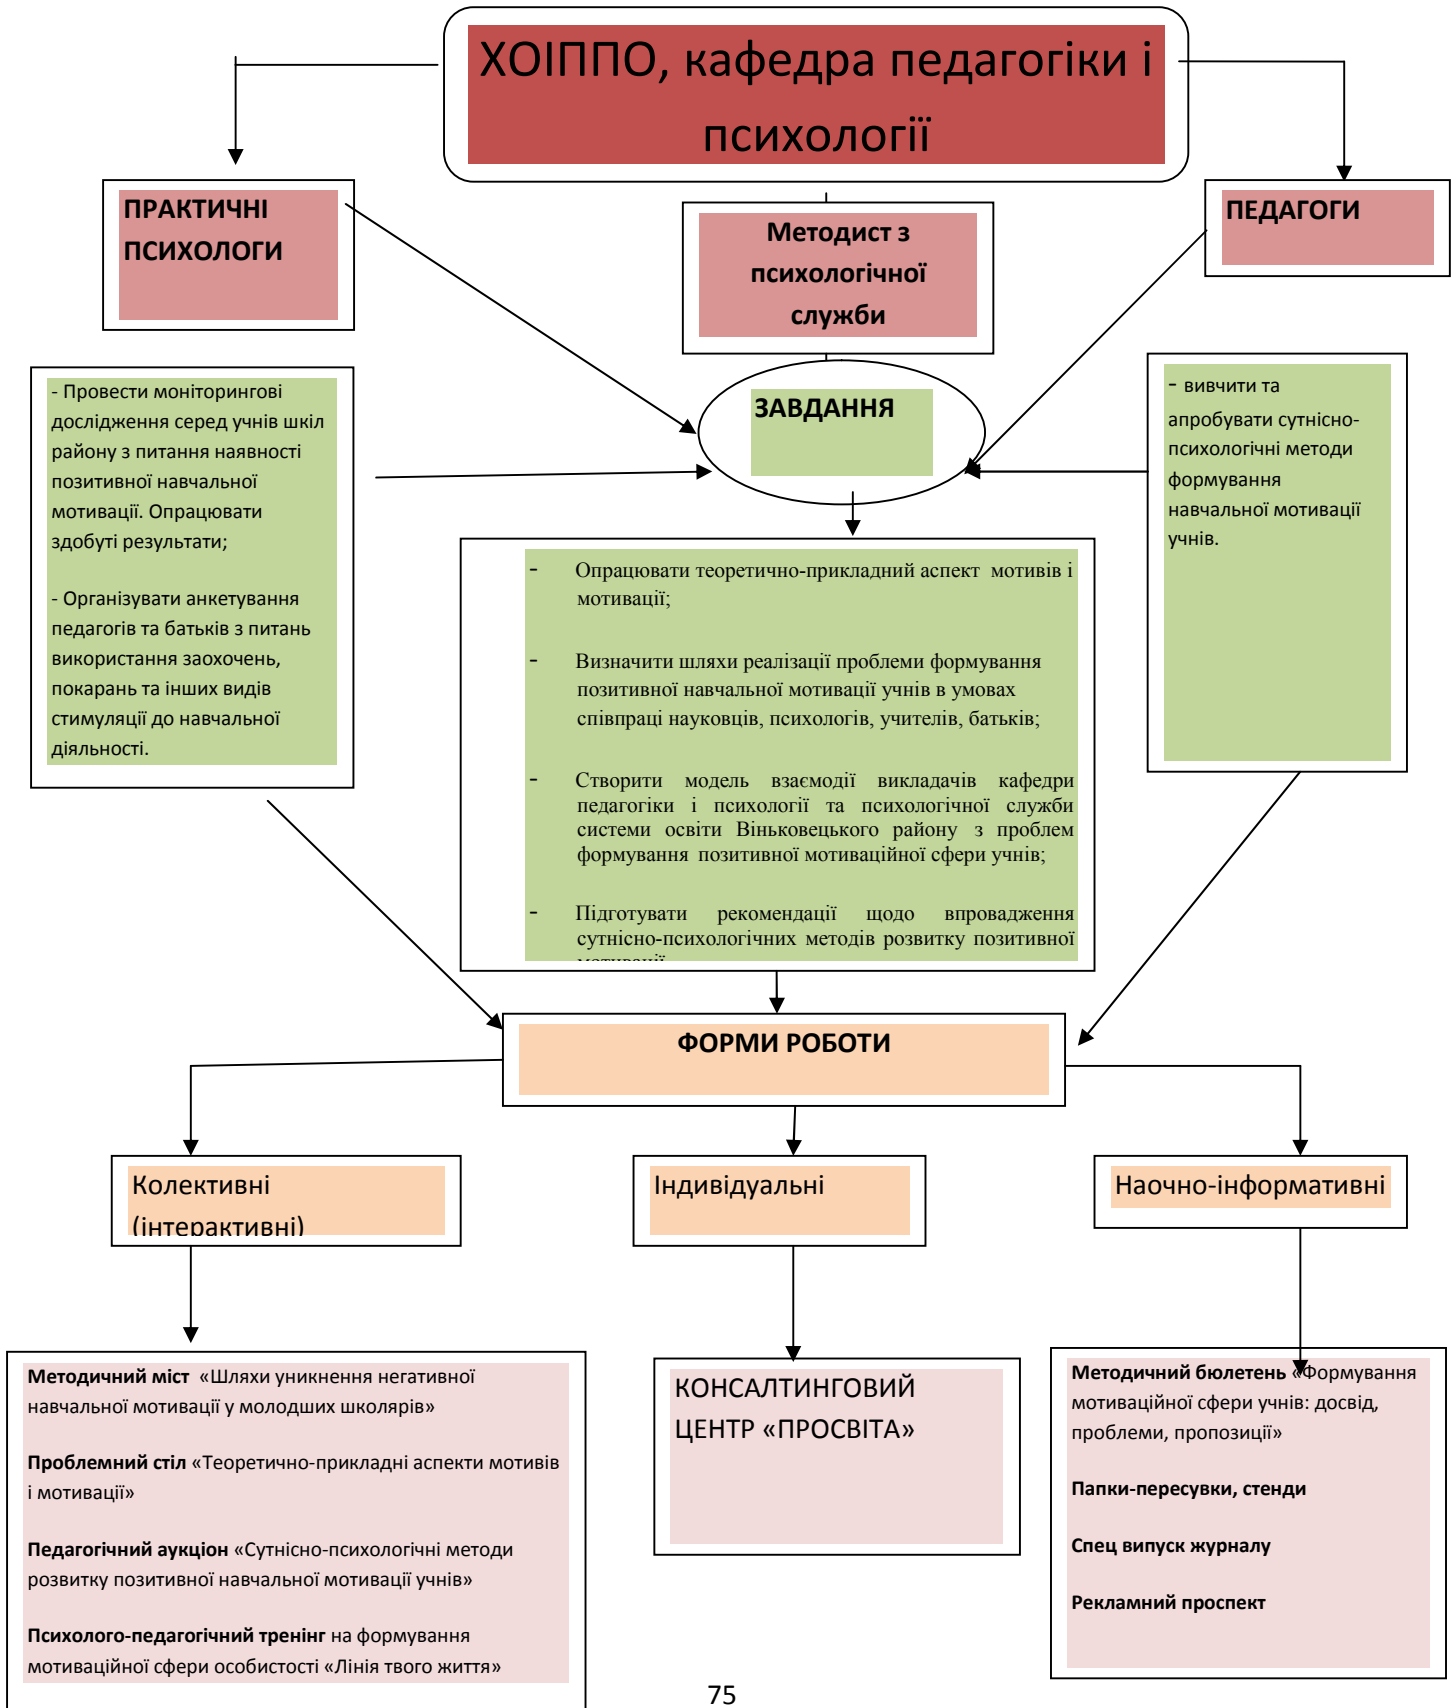 ХОІППО, кафедра педагогіки і
психології
ПРАКТИЧНІ
ПСИХОЛОГИ
Методист з
психологічної
служби
ПЕДАГОГИ
ЗАВДАННЯ
- Провести моніторингові
дослідження серед учнів шкіл
району з питання наявності
позитивної навчальної
мотивації. Опрацювати
здобуті результати;
- Організувати анкетування
педагогів та батьків з питань
використання заохочень,
покарань та інших видів
стимуляції до навчальної
діяльності.
- вивчити та
апробувати сутнісно-
психологічні методи
формування
навчальної мотивації
учнів.
- Опрацювати теоретично-прикладний аспект мотивів і
мотивації;
- Визначити шляхи реалізації проблеми формування
позитивної навчальної мотивації учнів в умовах
співпраці науковців, психологів, учителів, батьків;
- Створити модель взаємодії викладачів кафедри
педагогіки і психології та психологічної служби
системи освіти Віньковецького району з проблем
формування позитивної мотиваційної сфери учнів;
- Підготувати рекомендації щодо впровадження
сутнісно-психологічних методів розвитку позитивної
ФОРМИ РОБОТИ
Колективні
(інтерактивні)
Індивідуальні
Наочно-інформативні
Методичний міст «Шляхи уникнення негативної
навчальної мотивації у молодших школярів»
Проблемний стіл «Теоретично-прикладні аспекти мотивів
і мотивації»
Педагогічний аукціон «Сутнісно-психологічні методи
розвитку позитивної навчальної мотивації учнів»
Психолого-педагогічний тренінг на формування
мотиваційної сфери особистості «Лінія твого життя»
КОНСАЛТИНГОВИЙ
ЦЕНТР «ПРОСВІТА»
Методичний бюлетень «Формування
мотиваційної сфери учнів: досвід,
проблеми, пропозиції»
Папки-пересувки, стенди
Спец випуск журналу
Рекламний проспект
75